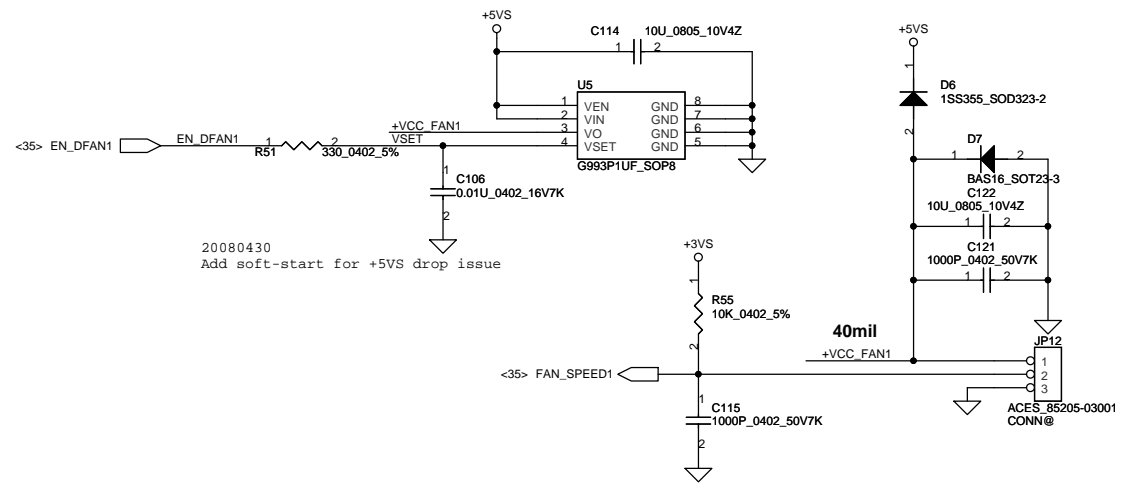 +5VS
C114 10U_0805_10V4Z
1 2
U5
1 VEN GND 8
2 VIN GND 7
+VCC_FAN1 3 VO GND 6
VSET 4 VSET GND 5
G993P1UF_SOP8
<35> EN_DFAN1 EN_DFAN1 1 2
R51 330_0402_5%
1
C106
0.01U_0402_16V7K
2
20080430
Add soft-start for +5VS drop issue
+5VS
1
D6
1SS355_SOD323-2
2
D7
1 2
BAS16_SOT23-3
C122
10U_0805_10V4Z
1 2
C121
1000P_0402_50V7K
1 2
+3VS
1
R55
10K_0402_5%
2
40mil
+VCC_FAN1
<35> FAN_SPEED1
1
C115
1000P_0402_50V7K
2
JP12
1
2
3
ACES_85205-03001
CONN@